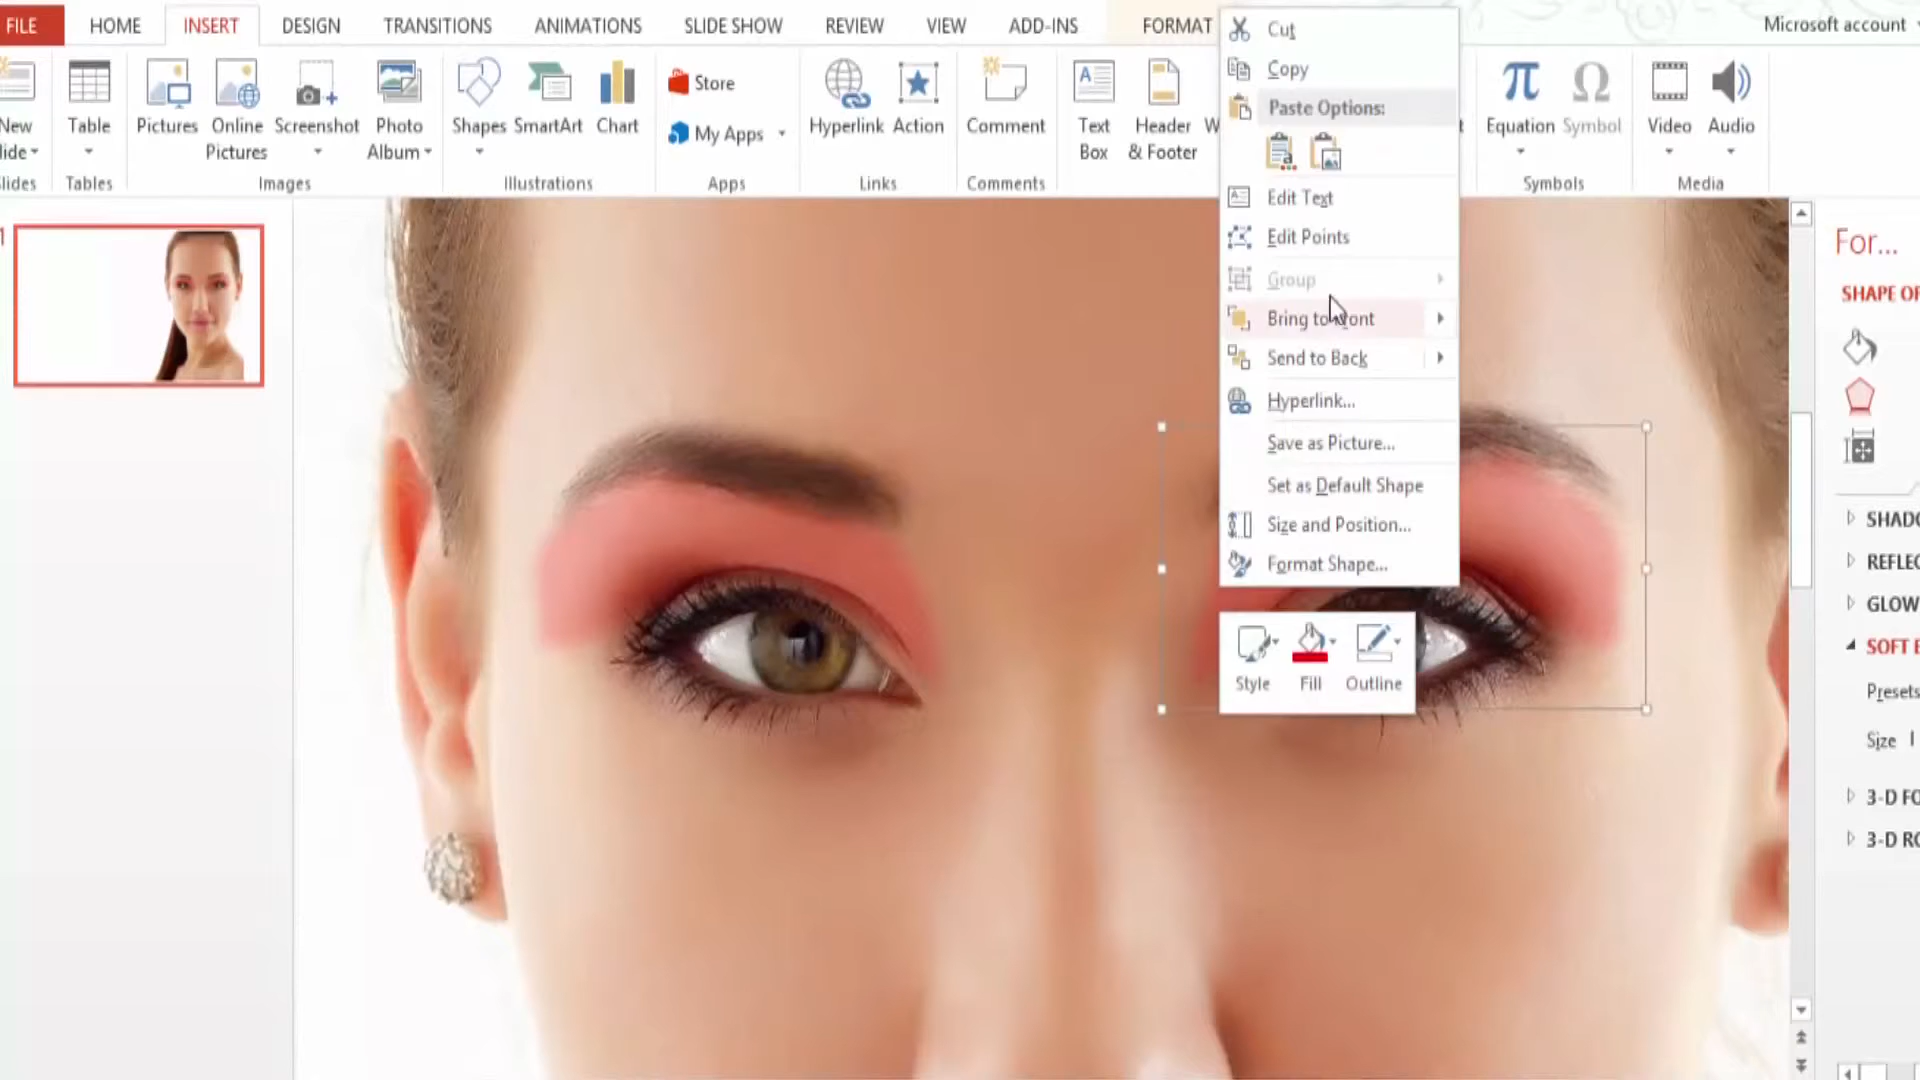 FILE
HOME
INSERT
DESIGN
TRANSITIONS
ANIMATIONS
SLIDE SHOW
REVIEW
VIEW
ADD-INS
FORMAT
Microsoft account
New
lide
lides
Table
Tables
Pictures
Online
Pictures
Screenshot
Photo
Album
Images
Shapes
SmartArt
Chart
Illustrations
Store
My Apps
Apps
Hyperlink
Action
Links
Comment
Comments
Text
Box
Header
& Footer
W
t
Equation
Symbol
Symbols
Video
Audio
Media
Cut
Copy
Paste Options:
Edit Text
Edit Points
Group
Bring to Front
Send to Back
Hyperlink...
Save as Picture...
Set as Default Shape
Size and Position...
Format Shape...
Style
Fill
Outline
1
For...
SHAPE OP
SHADO
REFLEC
GLOW
SOFT E
Presets
Size
3-D FO
3-D RO